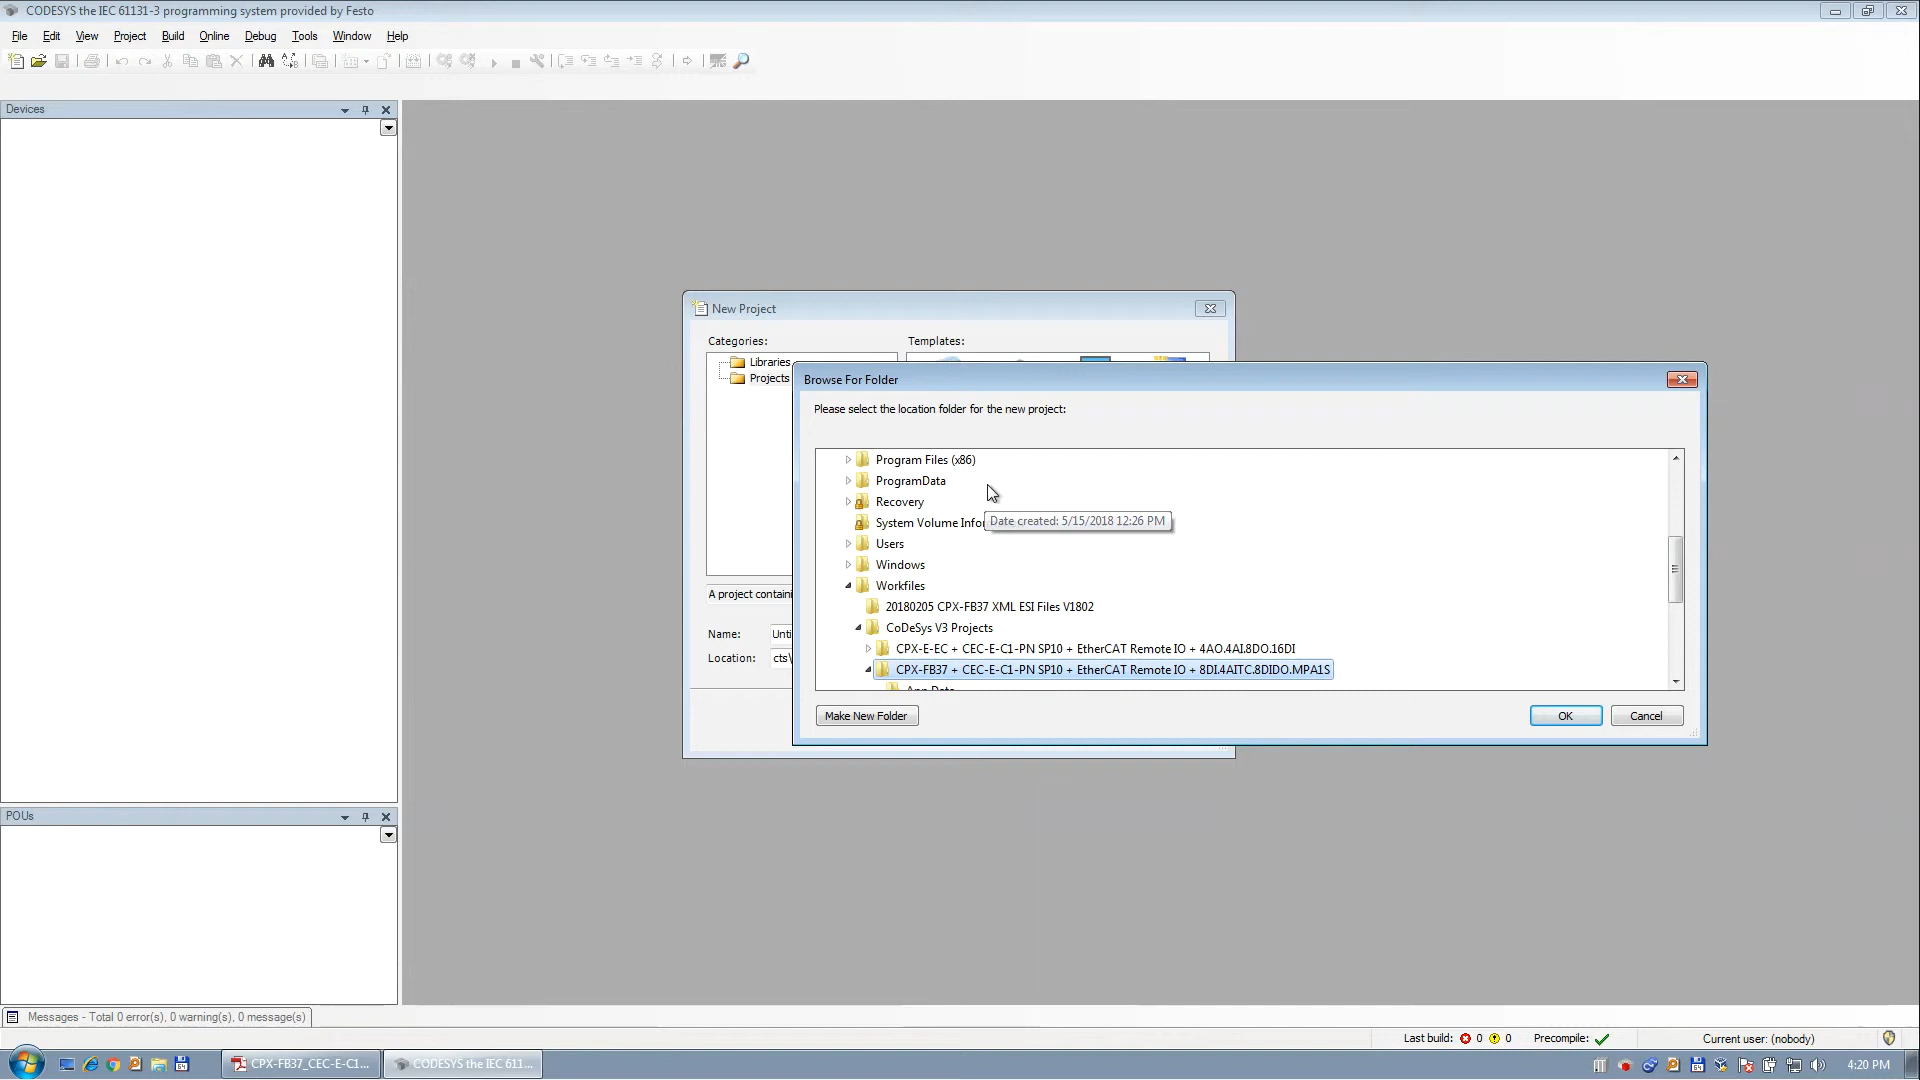 CODESYS the IEC 61131-3 programming system provided by Festo
File Edit View Project Build Online Debug Tools Window Help
Devices
New Project
Categories: Templates:
Libraries
Projects
Browse For Folder
Please select the location folder for the new project:
Program Files (x86)
ProgramData
Recovery
System Volume Infor
Date created: 5/15/2018 12:26 PM
Users
Windows
Workfiles
20180205 CPX-FB37 XML ESI Files V1802
CoDeSys V3 Projects
CPX-E-EC + CEC-E-C1-PN SP10 + EtherCAT Remote IO + 4AO.4AI.8DO.16DI
CPX-FB37 + CEC-E-C1-PN SP10 + EtherCAT Remote IO + 8DI.4AITC.8DIDO.MPA1S
App Data
A project containi
Name: Unti
Location: cts\
Make New Folder OK Cancel
POUs
Messages - Total 0 error(s), 0 warning(s), 0 message(s)
Last build: 0 0 Precompile: Current user: (nobody)
CPX-FB37_CEC-E-C1... CODESYS the IEC 611... 4:20 PM